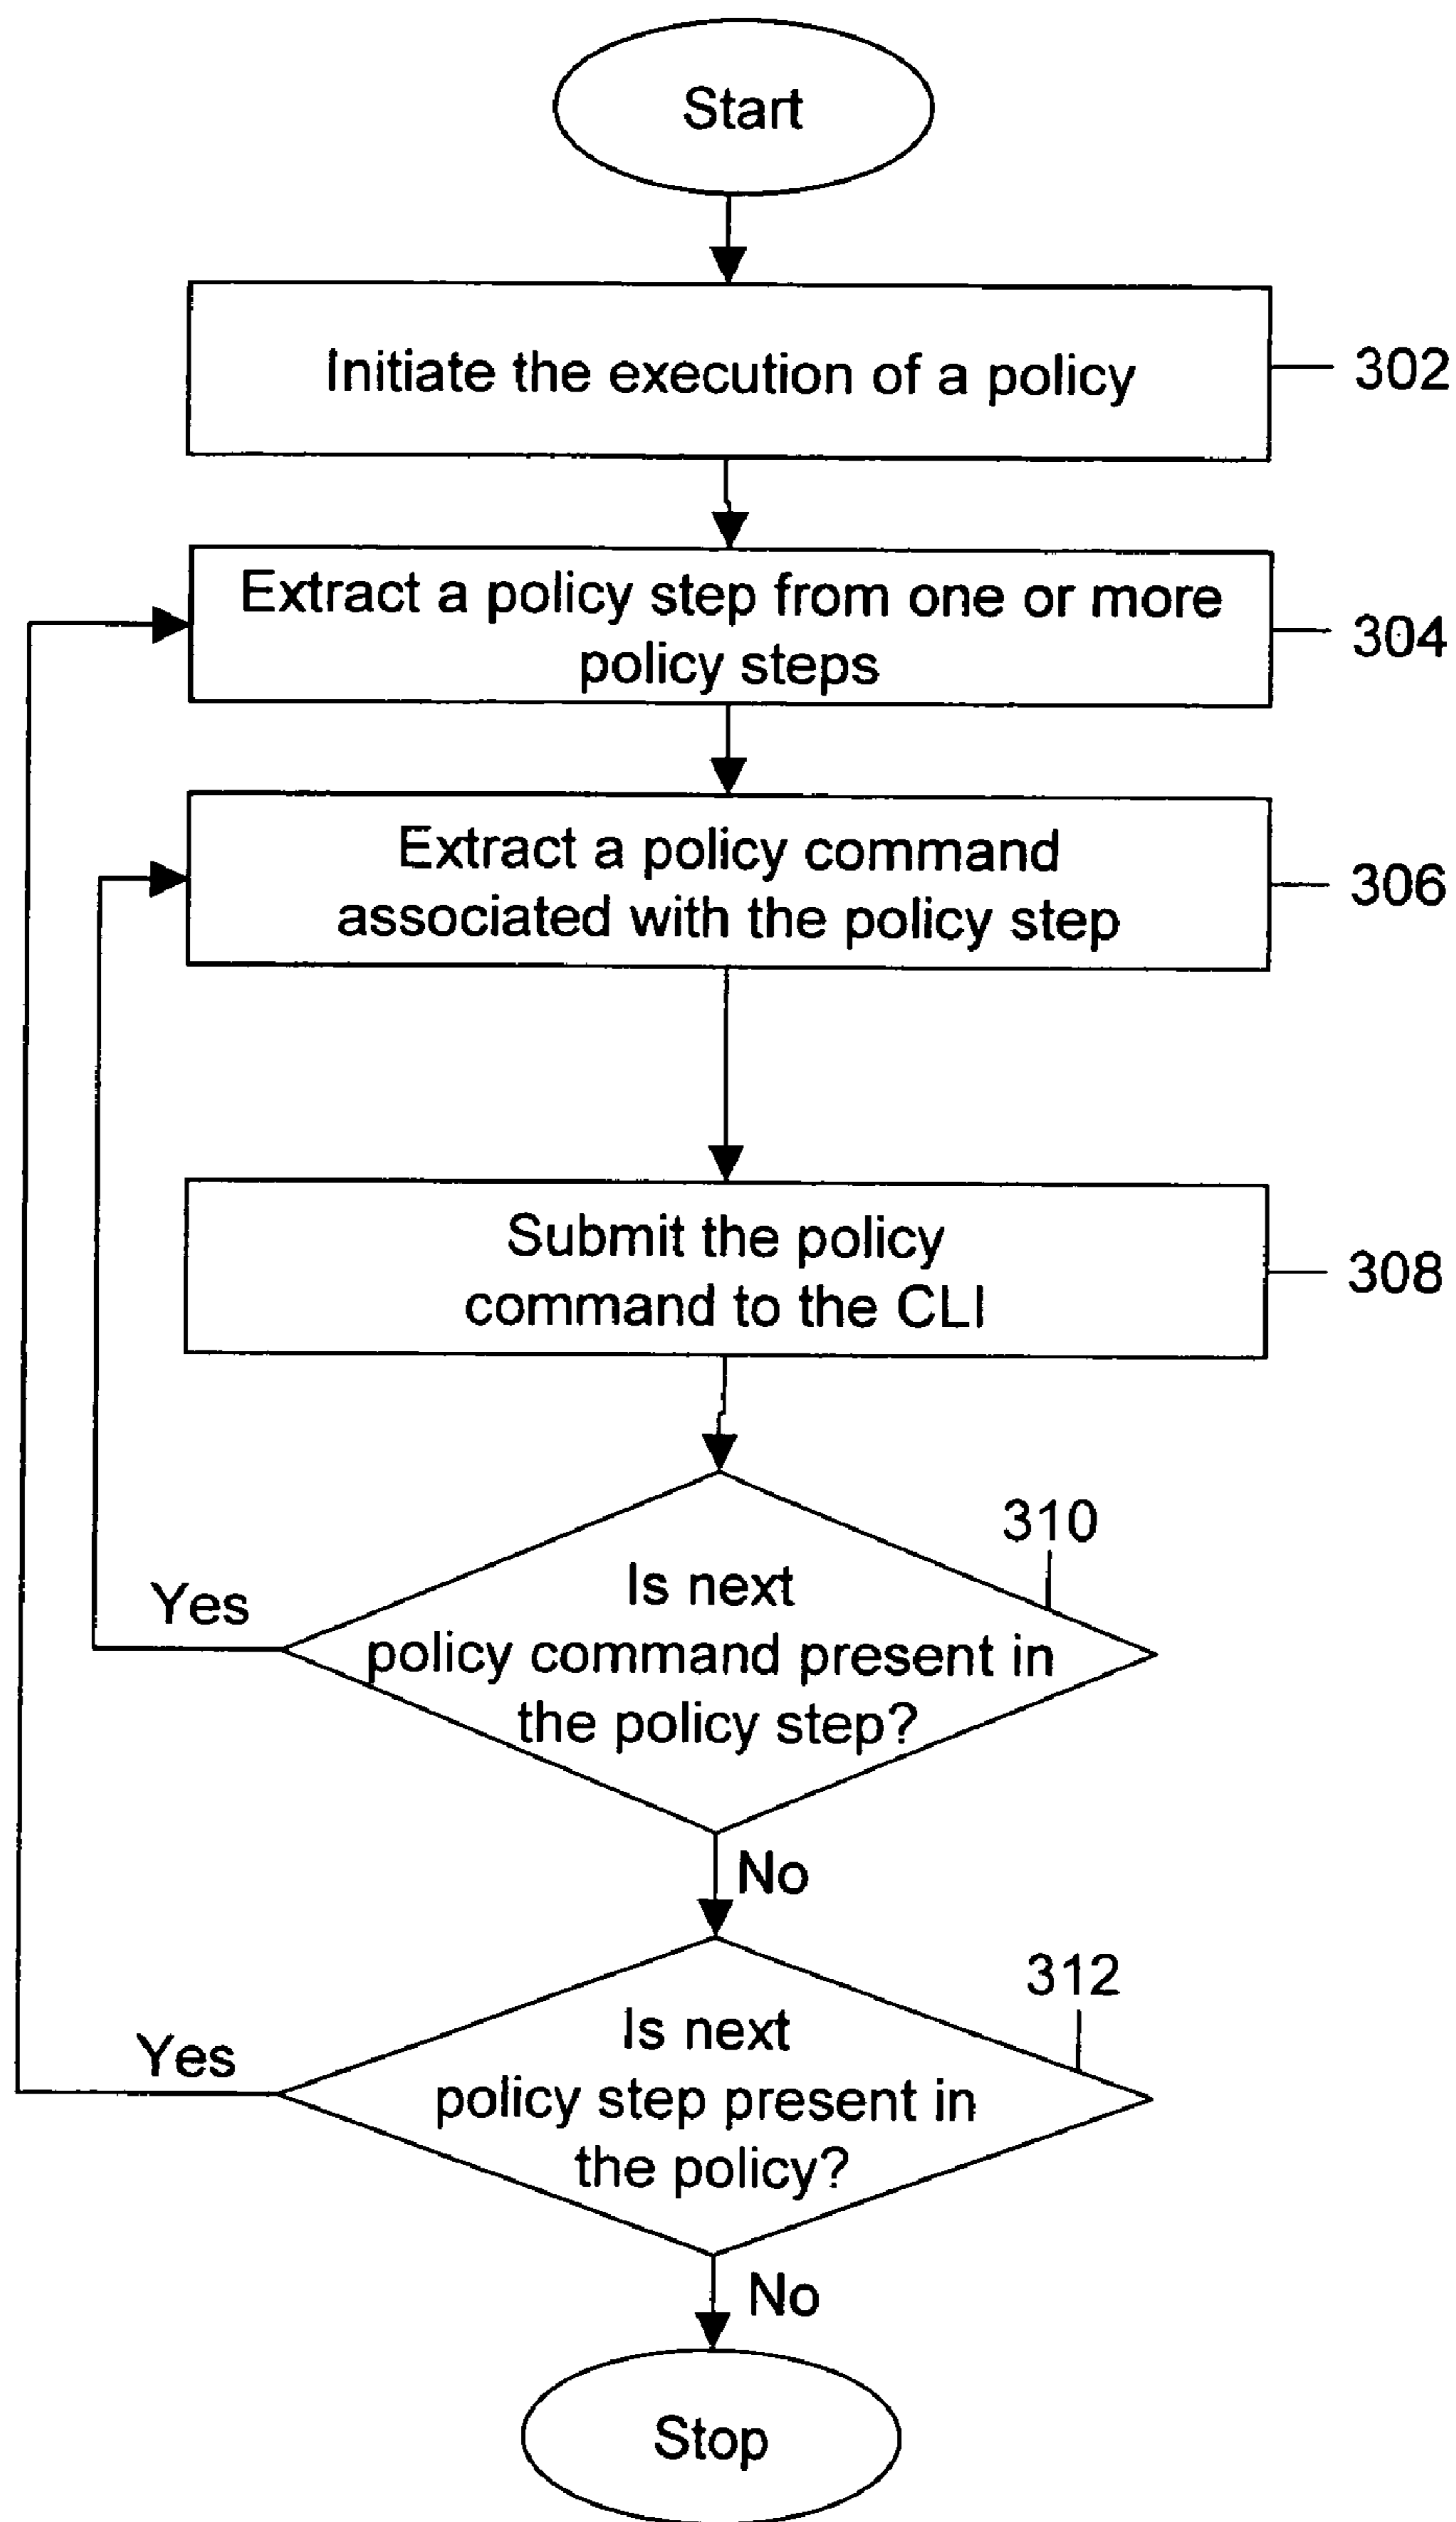 Start
Initiate the execution of a policy
302
Extract a policy step from one or more
policy steps
304
Extract a policy command
associated with the policy step
306
Submit the policy
command to the CLI
308
310
Is next
policy command present in
the policy step?
Yes
No
312
Is next
policy step present in
the policy?
Yes
No
Stop